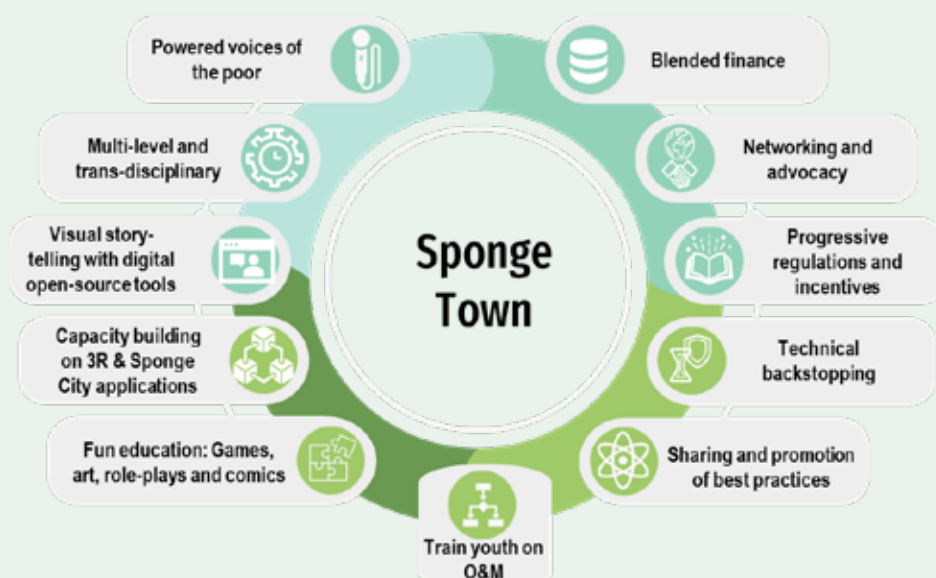 Powered voices of
the poor
Multi-level and
trans-disciplinary
Visual story-
telling with digital
open-source tools
Capacity building
on 3R & Sponge
City applications
Fun education: Games,
art, role-plays and comics
Sponge
Town
Blended finance
Networking and
advocacy
Progressive
regulations and
incentives
Technical
backstopping
Sharing and promotion
of best practices
Train youth on
O&M